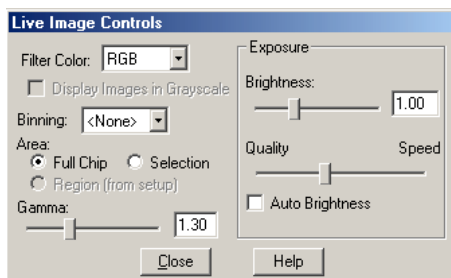 Live Image Controls
Filter Color: RGB
Display Images in Grayscale
Binning: <None>
Area:
Full Chip Selection
Region (from setup)
Gamma:
1.30
Exposure
Brightness:
1.00
Quality Speed
Auto Brightness
Close Help